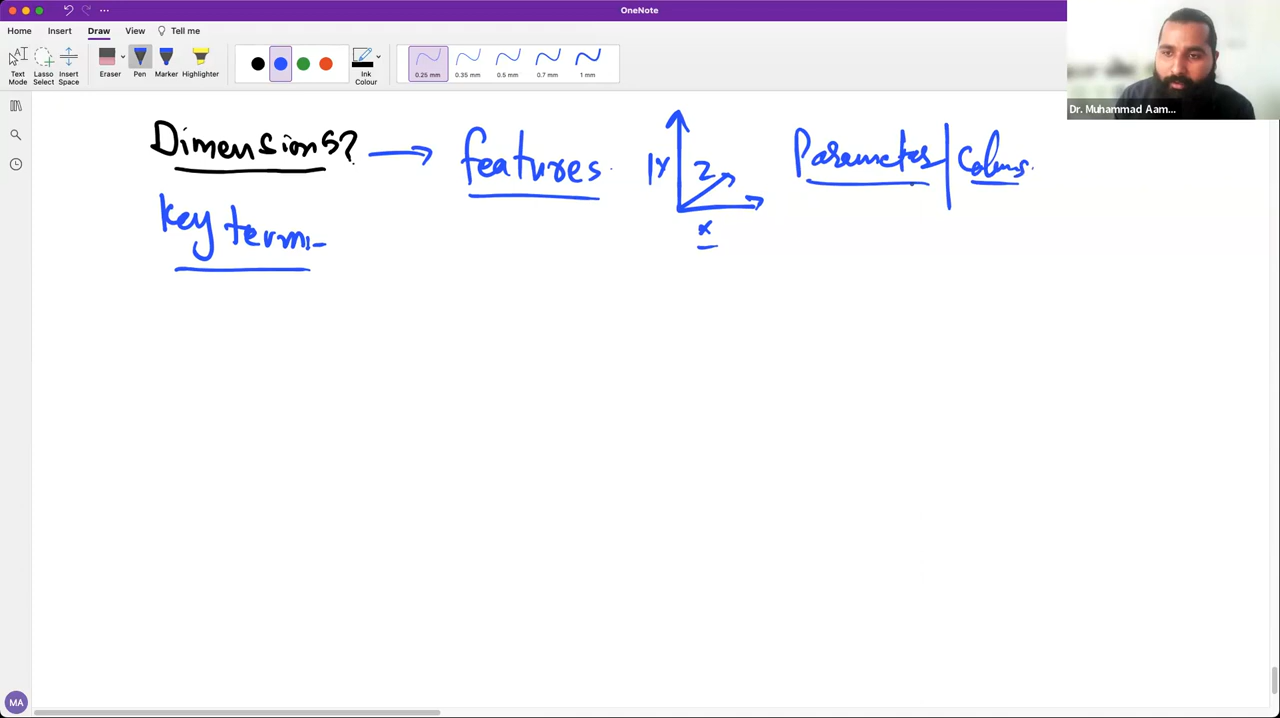 OneNote
Home Insert Draw View Tell me
Text Mode Lasso Select Insert Space Eraser Pen Marker Highlighter Ink Colour 0.25 mm 0.35 mm 0.5 mm 0.7 mm 1 mm
Dr. Muhammad Aam...
Dimensions? features. Y Z x Parameter Colums.
Key term
MA